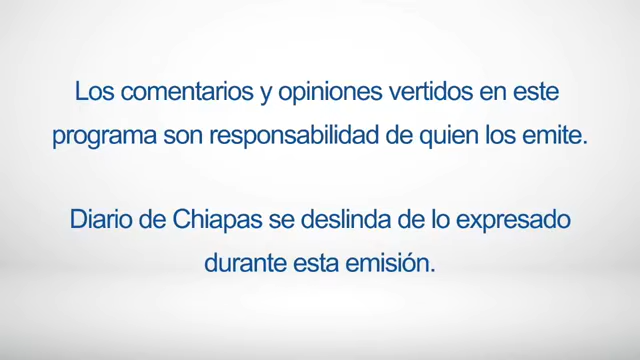 Los comentarios y opiniones vertidos en este
programa son responsabilidad de quien los emite.
Diario de Chiapas se deslinda de lo expresado
durante esta emisión.